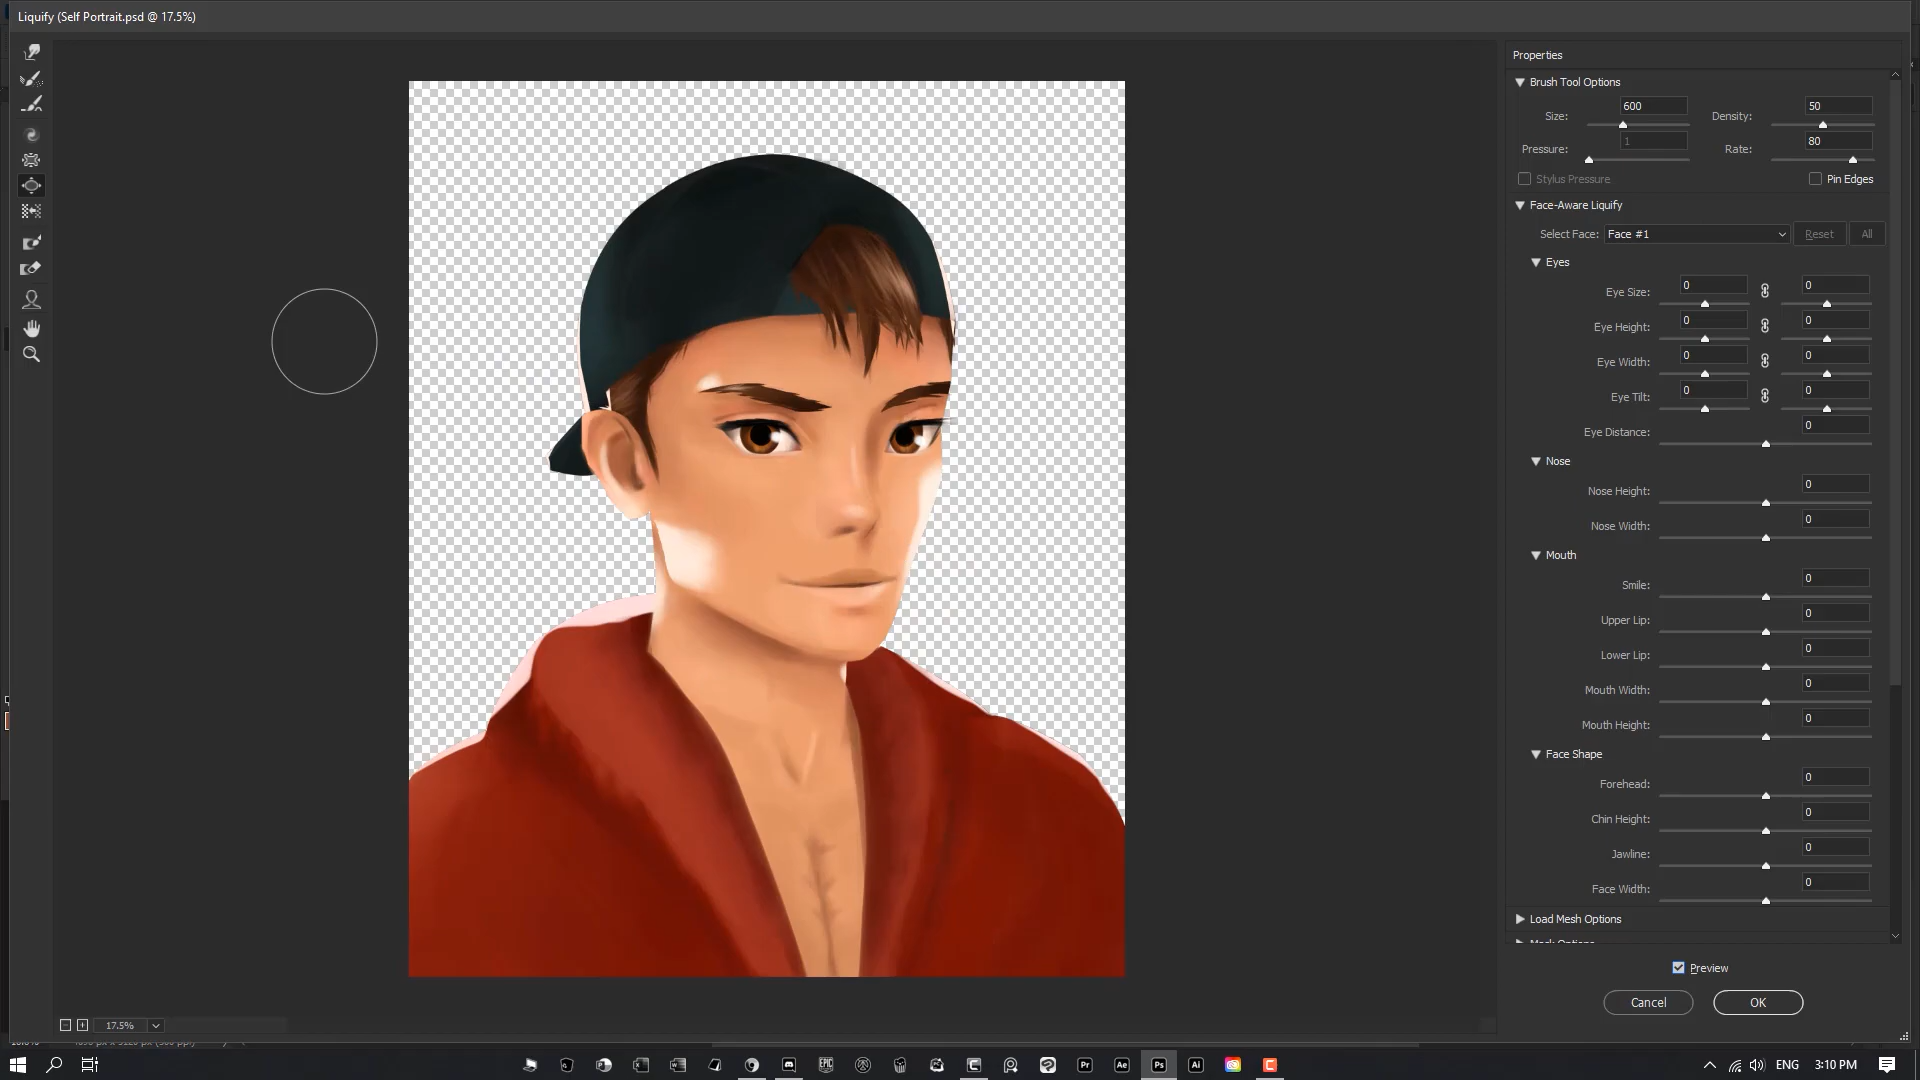 Liquify (Self Portrait.psd @ 17.5%)
Properties
Brush Tool Options
Size: 600 Density: 50
Pressure: 1 Rate: 80
Stylus Pressure Pin Edges
Face-Aware Liquify
Select Face: Face #1 Reset All
Eyes
Eye Size: 0 0
Eye Height: 0 0
Eye Width: 0 0
Eye Tilt: 0 0
Eye Distance: 0
Nose
Nose Height: 0
Nose Width: 0
Mouth
Smile: 0
Upper Lip: 0
Lower Lip: 0
Mouth Width: 0
Mouth Height: 0
Face Shape
Forehead: 0
Chin Height: 0
Jawline: 0
Face Width: 0
Load Mesh Options
Mask Options
Preview
Cancel OK
17.5%
EPIC Pr Ae Ps Ai ENG 3:10 PM